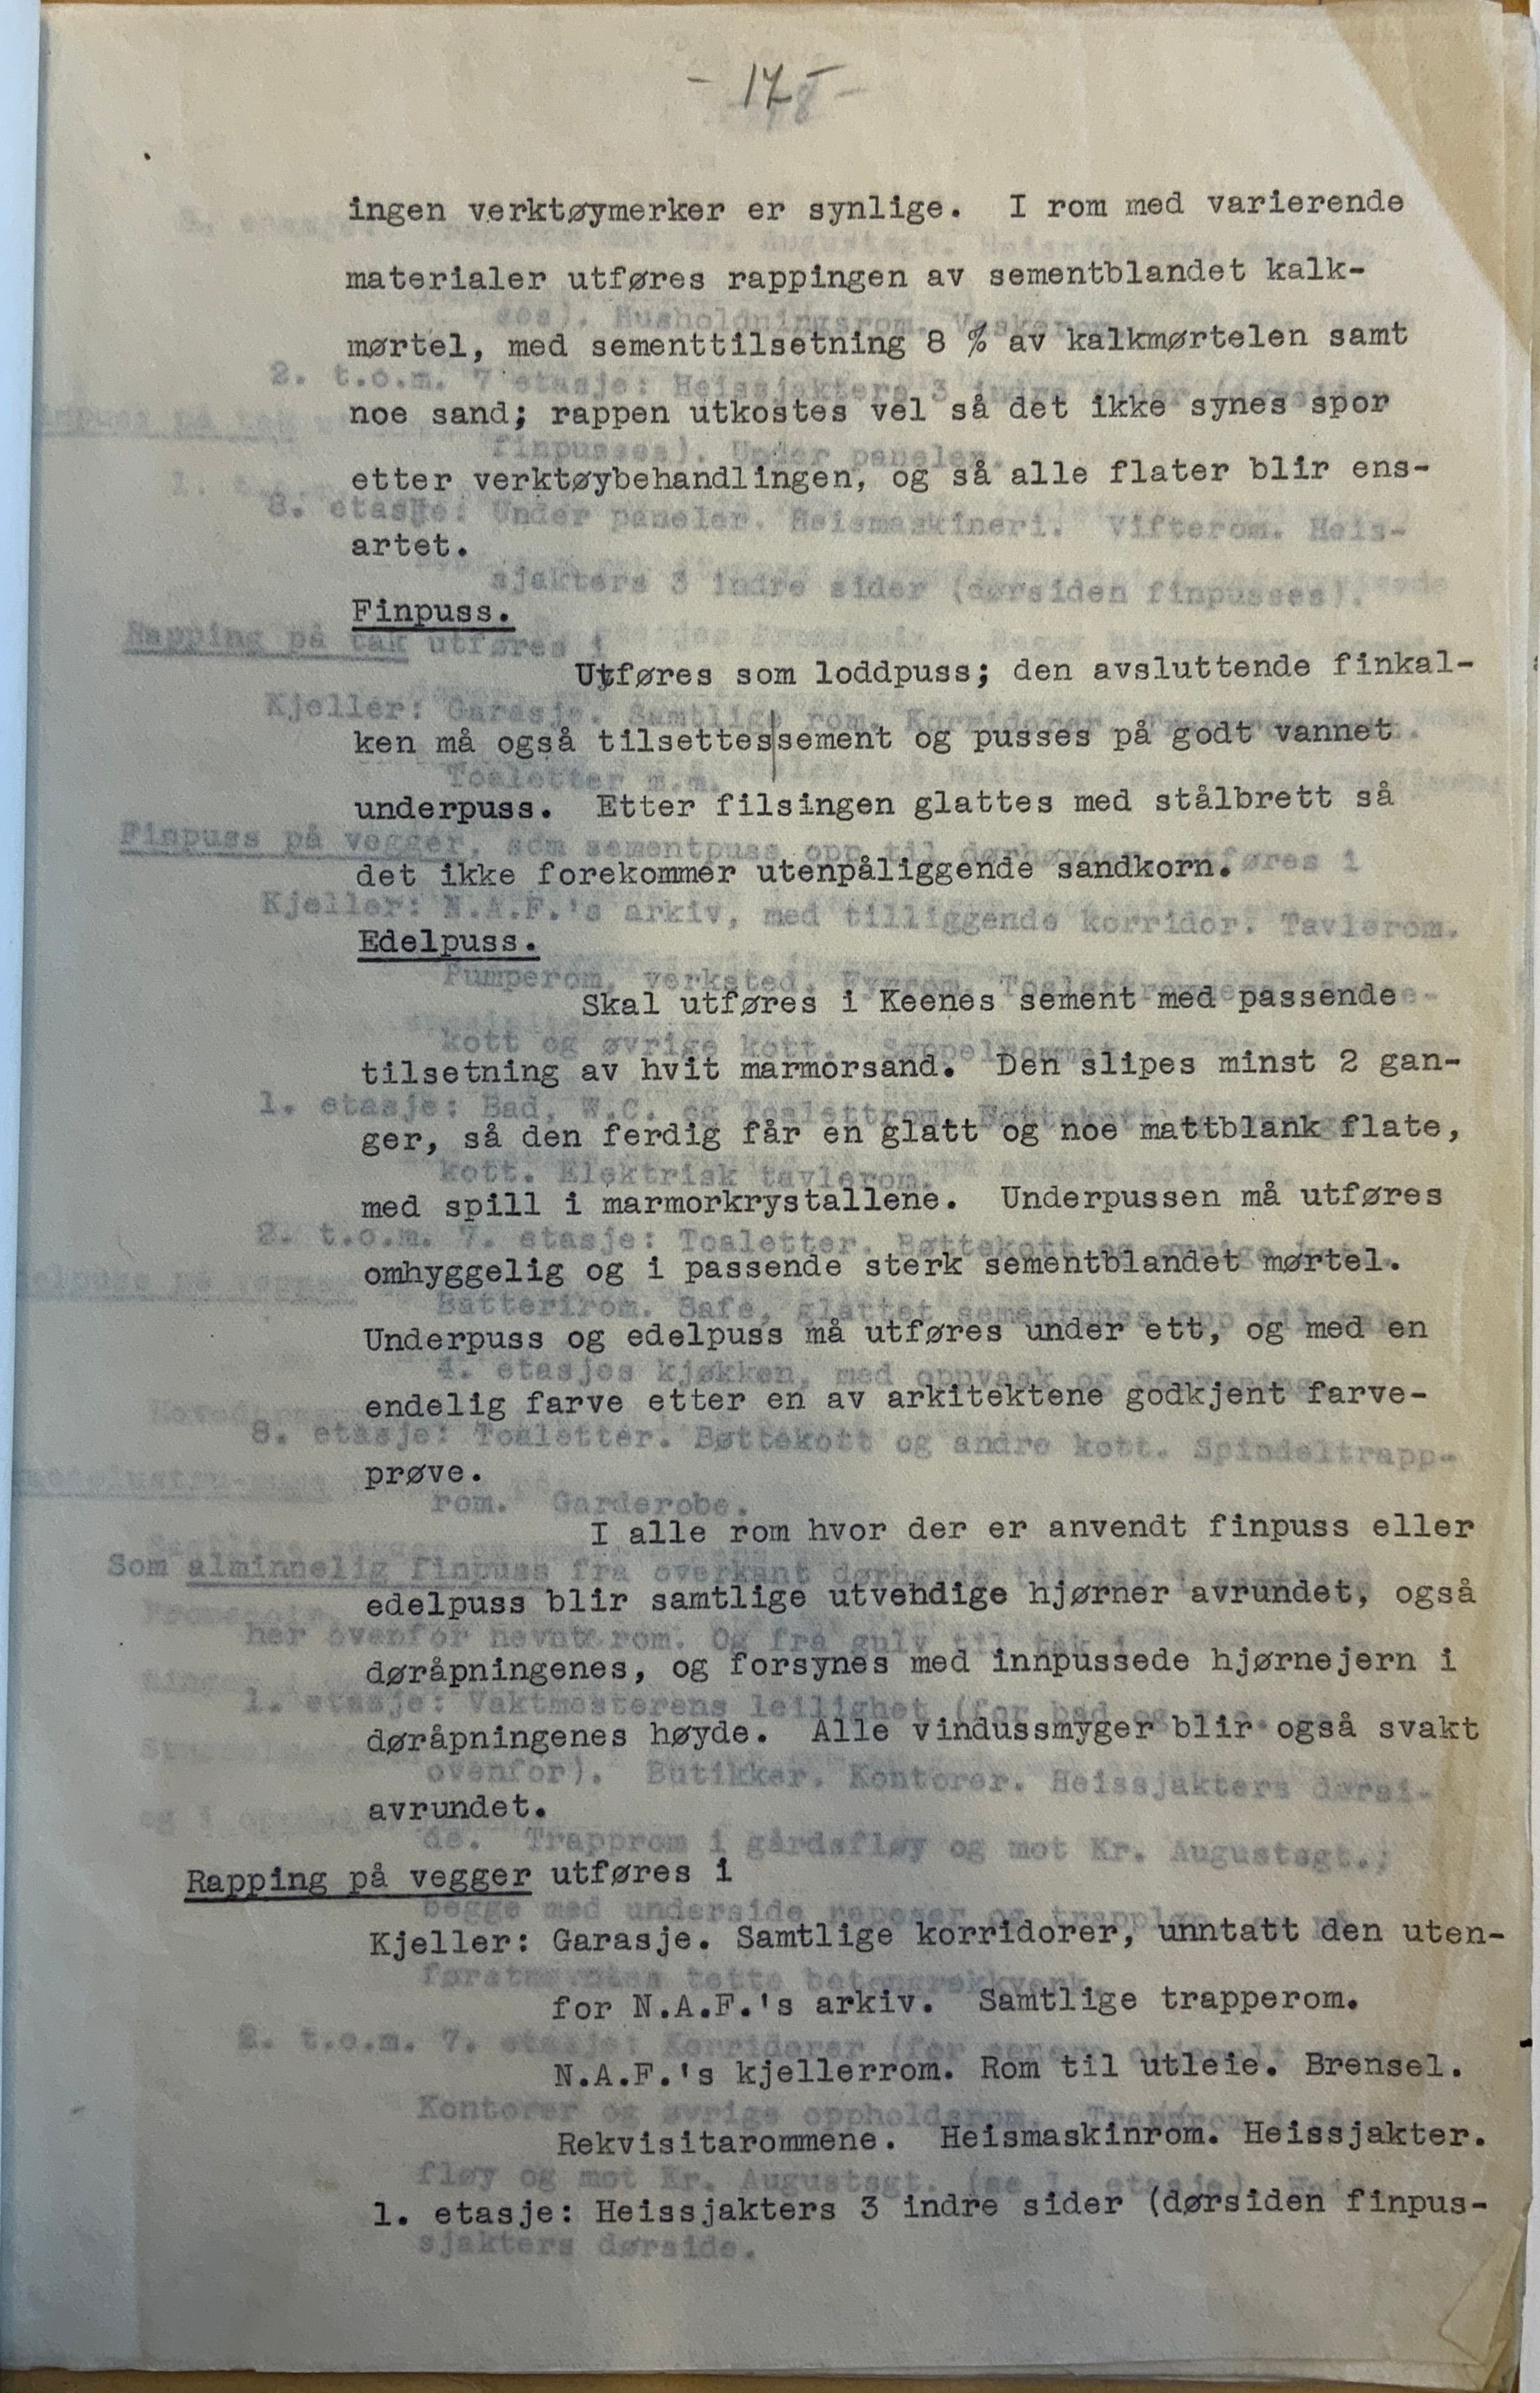 - 17 -
ingen verktøymerker er synlige. I rom med varierende
materialer utføres rappingen av sementblandet kalk-
mørtel, med sementtilsetning 8 % av kalkmørtelen samt
noe sand; rappen utkostes vel så det ikke synes spor
etter verktøybehandlingen, og så alle flater blir ens-
artet.
Finpuss.
Utføres som loddpuss; den avsluttende finkal-
ken må også tilsettes|sement og pusses på godt vannet
underpuss. Etter filsingen glattes med stålbrett så
det ikke forekommer utenpåliggende sandkorn.
Edelpuss.
Skal utføres i Keenes sement med passende
tilsetning av hvit marmorsand. Den slipes minst 2 gan-
ger, så den ferdig får en glatt og noe mattblank flate,
med spill i marmorkrystallene. Underpussen må utføres
omhyggelig og i passende sterk sementblandet mørtel.
Underpuss og edelpuss må utføres under ett, og med en
endelig farve etter en av arkitektene godkjent farve-
prøve.
I alle rom hvor der er anvendt finpuss eller
edelpuss blir samtlige utvendige hjørner avrundet, også
døråpningenes, og forsynes med innpussede hjørnejern i
døråpningenes høyde. Alle vindussmyger blir også svakt
avrundet.
Rapping på vegger utføres i
Kjeller: Garasje. Samtlige korridorer, unntatt den uten-
for N.A.F.'s arkiv. Samtlige trapperom.
N.A.F.'s kjellerrom. Rom til utleie. Brensel.
Rekvisitarommene. Heismaskinrom. Heissjakter.
1. etasje: Heissjakters 3 indre sider (dørsiden finpus-